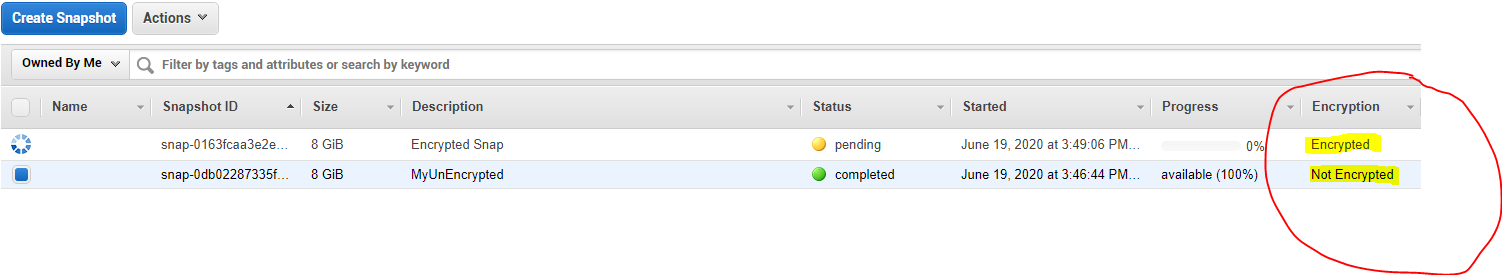 Create Snapshot Actions
Owned By Me Filter by tags and attributes or search by keyword
Name Snapshot ID Size Description Status Started Progress Encryption
snap-0163fcaa3e2e... 8 GiB Encrypted Snap pending June 19, 2020 at 3:49:06 PM... 0% Encrypted
snap-0db02287335f... 8 GiB MyUnEncrypted completed June 19, 2020 at 3:46:44 PM... available (100%) Not Encrypted